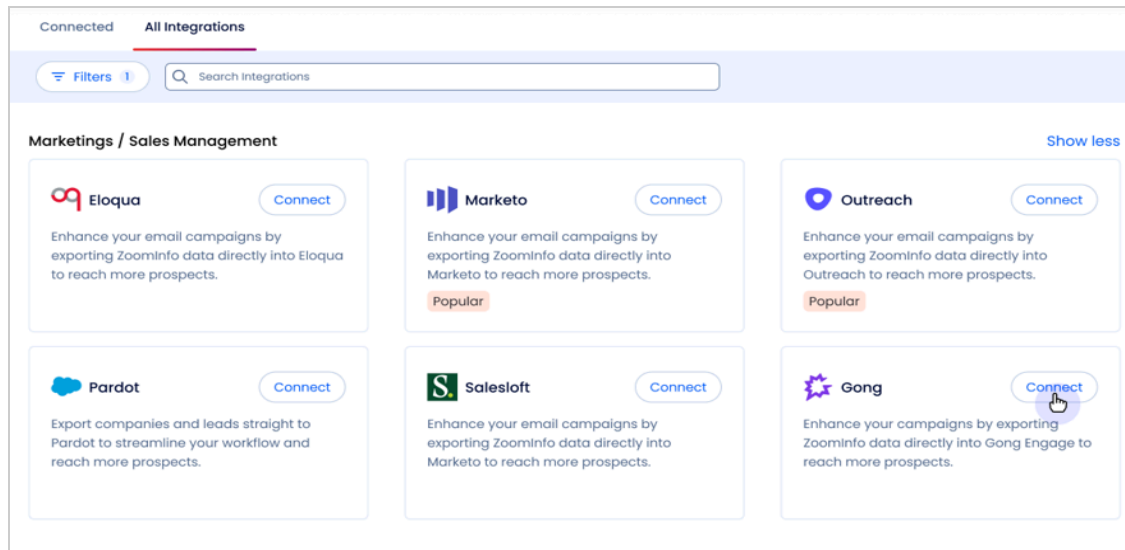 Connected All Integrations
Filters 1 Search Integrations
Marketings / Sales Management Show less
Eloqua Connect
Enhance your email campaigns by
exporting ZoomInfo data directly into Eloqua
to reach more prospects.
Marketo Connect
Enhance your email campaigns by
exporting ZoomInfo data directly into
Marketo to reach more prospects.
Popular
Outreach Connect
Enhance your email campaigns by
exporting ZoomInfo data directly into
Outreach to reach more prospects.
Popular
Pardot Connect
Export companies and leads straight to
Pardot to streamline your workflow and
reach more prospects.
S. Salesloft Connect
Enhance your email campaigns by
exporting ZoomInfo data directly into
Marketo to reach more prospects.
Gong Connect
Enhance your campaigns by exporting
ZoomInfo data directly into Gong Engage to
reach more prospects.